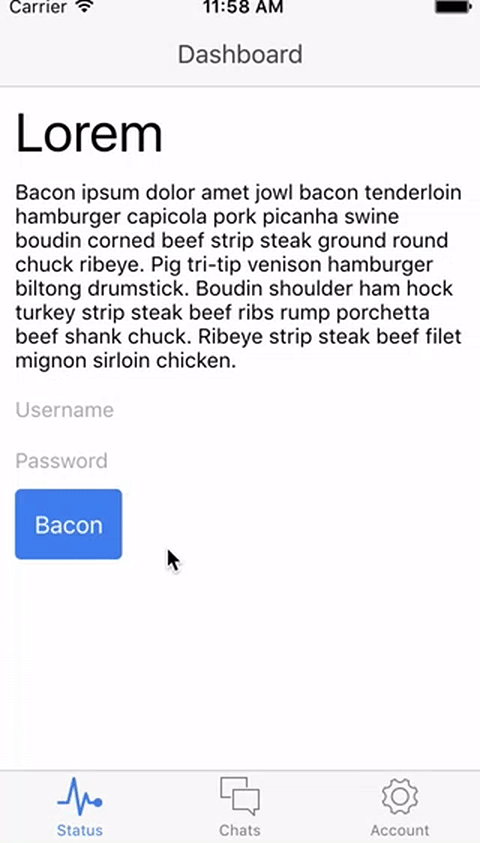 Carrier 11:58 AM
Dashboard
Lorem
Bacon ipsum dolor amet jowl bacon tenderloin
hamburger capicola pork picanha swine
boudin corned beef strip steak ground round
chuck ribeye. Pig tri-tip venison hamburger
biltong drumstick. Boudin shoulder ham hock
turkey strip steak beef ribs rump porchetta
beef shank chuck. Ribeye strip steak beef filet
mignon sirloin chicken.
Username
Password
Bacon
Status Chats Account